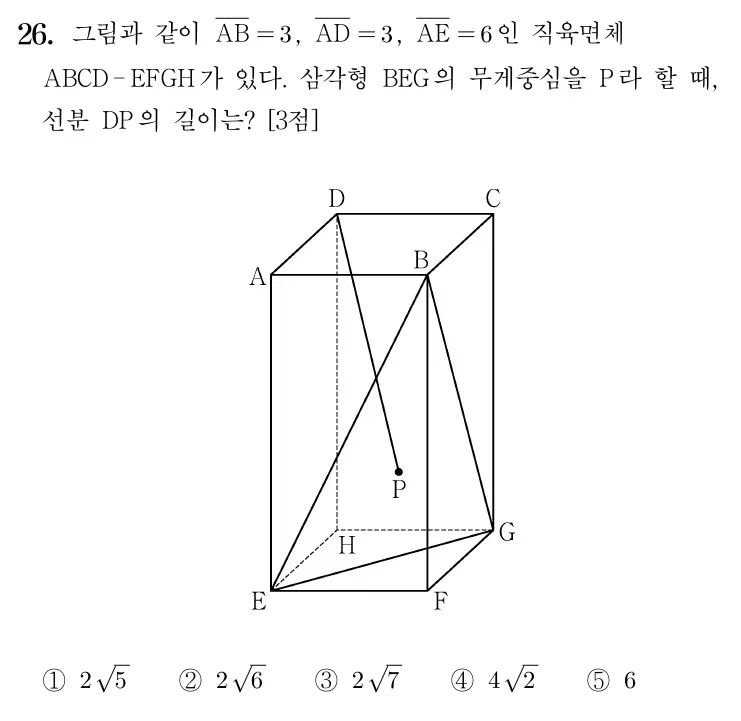 26. 그림과 같이 AB=3, AD=3, AE=6인 직육면체
ABCD-EFGH가 있다. 삼각형 BEG의 무게중심을 P라 할 때,
선분 DP의 길이는? [3점]
D C
A B
P
H G
E F
① 2√5 ② 2√6 ③ 2√7 ④ 4√2 ⑤ 6